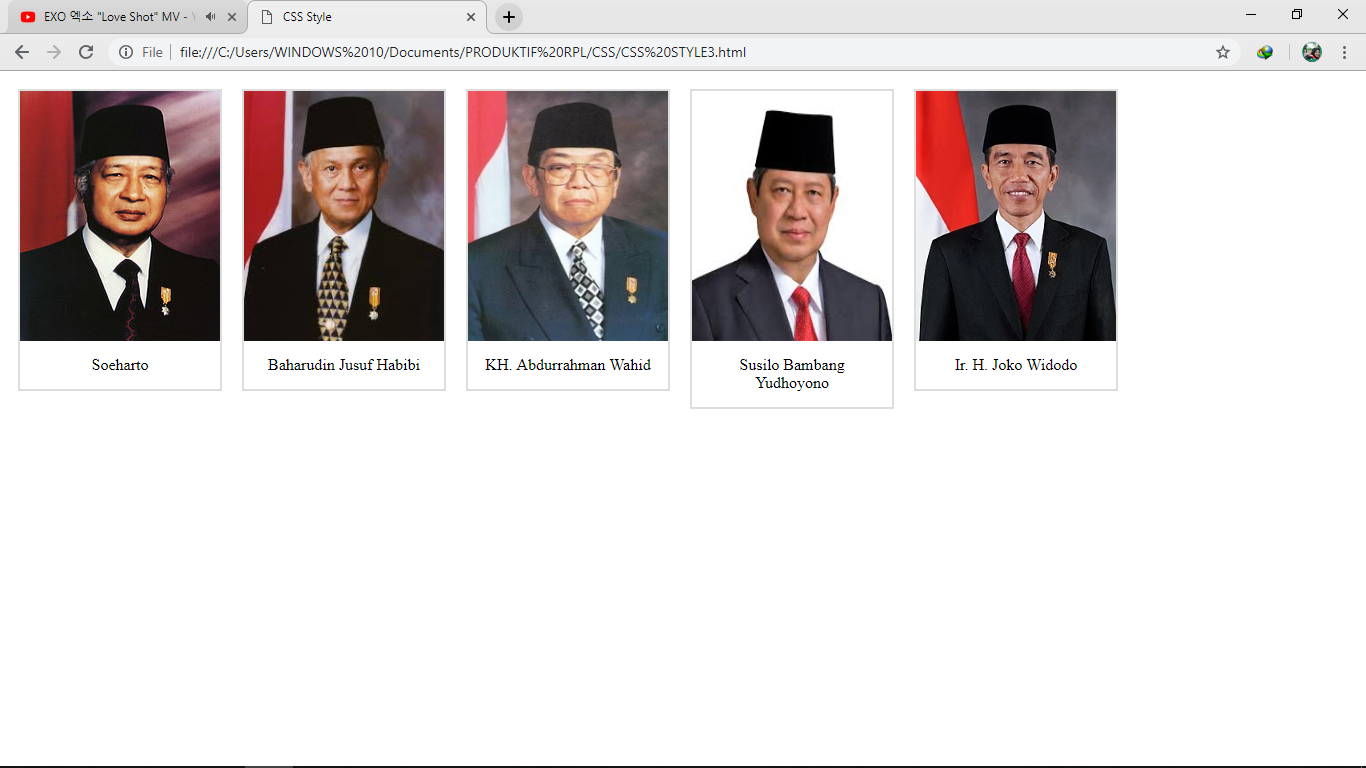 EXO 엑소 "Love Shot" MV - Y
CSS Style
File
file:///C:/Users/WINDOWS%2010/Documents/PRODUKTIF%20RPL/CSS/CSS%20STYLE3.html
Soeharto
Baharudin Jusuf Habibi
KH. Abdurrahman Wahid
Susilo Bambang
Yudhoyono
Ir. H. Joko Widodo